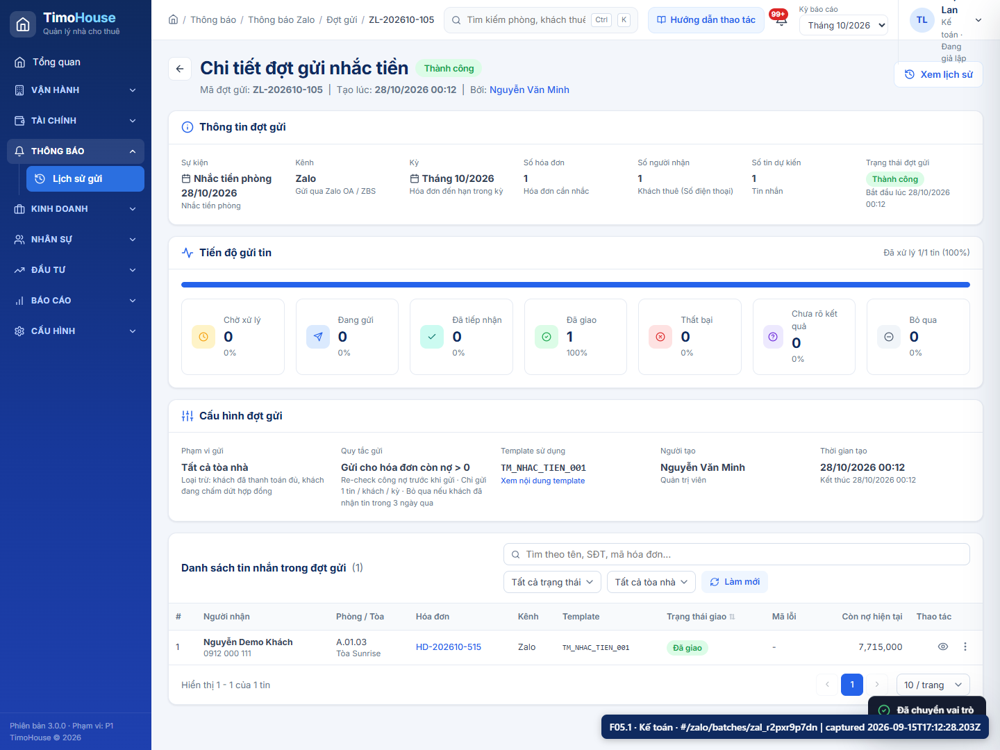 TimoHouse
Quản lý nhà cho thuê
Tổng quan
VẬN HÀNH
TÀI CHÍNH
THÔNG BÁO
Lịch sử gửi
KINH DOANH
NHÂN SỰ
ĐẦU TƯ
BÁO CÁO
CẤU HÌNH
Phiên bản 3.0.0 · Phạm vi: P1
TimoHouse © 2026
/ Thông báo / Thông báo Zalo / Đợt gửi / ZL-202610-105
Tìm kiếm phòng, khách thuê Ctrl K
Hướng dẫn thao tác
99+
Kỳ báo cáo
Tháng 10/2026
TL
Lan
Kế
toán ·
Đang
giả lập
Chi tiết đợt gửi nhắc tiền Thành công
Mã đợt gửi: ZL-202610-105 | Tạo lúc: 28/10/2026 00:12 | Bởi: Nguyễn Văn Minh
Xem lịch sử
Thông tin đợt gửi
Sự kiện
Nhắc tiền phòng
28/10/2026
Nhắc tiền phòng
Kênh
Zalo
Gửi qua Zalo OA / ZBS
Kỳ
Tháng 10/2026
Hóa đơn đến hạn trong kỳ
Số hóa đơn
1
Hóa đơn cần nhắc
Số người nhận
1
Khách thuê (Số điện thoại)
Số tin dự kiến
1
Tin nhắn
Trạng thái đợt gửi
Thành công
Bắt đầu lúc 28/10/2026
00:12
Tiến độ gửi tin
Đã xử lý 1/1 tin (100%)
Chờ xử lý
0
0%
Đang gửi
0
0%
Đã tiếp nhận
0
0%
Đã giao
1
100%
Thất bại
0
0%
Chưa rõ kết
quả
0
0%
Bỏ qua
0
0%
Cấu hình đợt gửi
Phạm vi gửi
Tất cả tòa nhà
Loại trừ: khách đã thanh toán đủ, khách
đang chấm dứt hợp đồng
Quy tắc gửi
Gửi cho hóa đơn còn nợ > 0
Re-check công nợ trước khi gửi · Chỉ gửi
1 tin / khách / kỳ · Bỏ qua nếu khách đã
nhận tin trong 3 ngày qua
Template sử dụng
TM_NHAC_TIEN_001
Xem nội dung template
Người tạo
Nguyễn Văn Minh
Quản trị viên
Thời gian tạo
28/10/2026 00:12
Kết thúc 28/10/2026 00:12
Danh sách tin nhắn trong đợt gửi (1)
Tìm theo tên, SĐT, mã hóa đơn...
Tất cả trạng thái
Tất cả tòa nhà
Làm mới
# Người nhận Phòng / Tòa Hóa đơn Kênh Template Trạng thái giao Mã lỗi Còn nợ hiện tại Thao tác
1 Nguyễn Demo Khách A.01.03 HD-202610-515 Zalo TM_NHAC_TIEN_001 Đã giao - 7,715,000
0912 000 111 Tòa Sunrise
Hiển thị 1 - 1 của 1 tin
1
10 / trang
Đã chuyển vai trò
F05.1 · Kế toán · #/zalo/batches/zal_r2pxr9p7dn | captured 2026-09-15T17:12:28.203Z